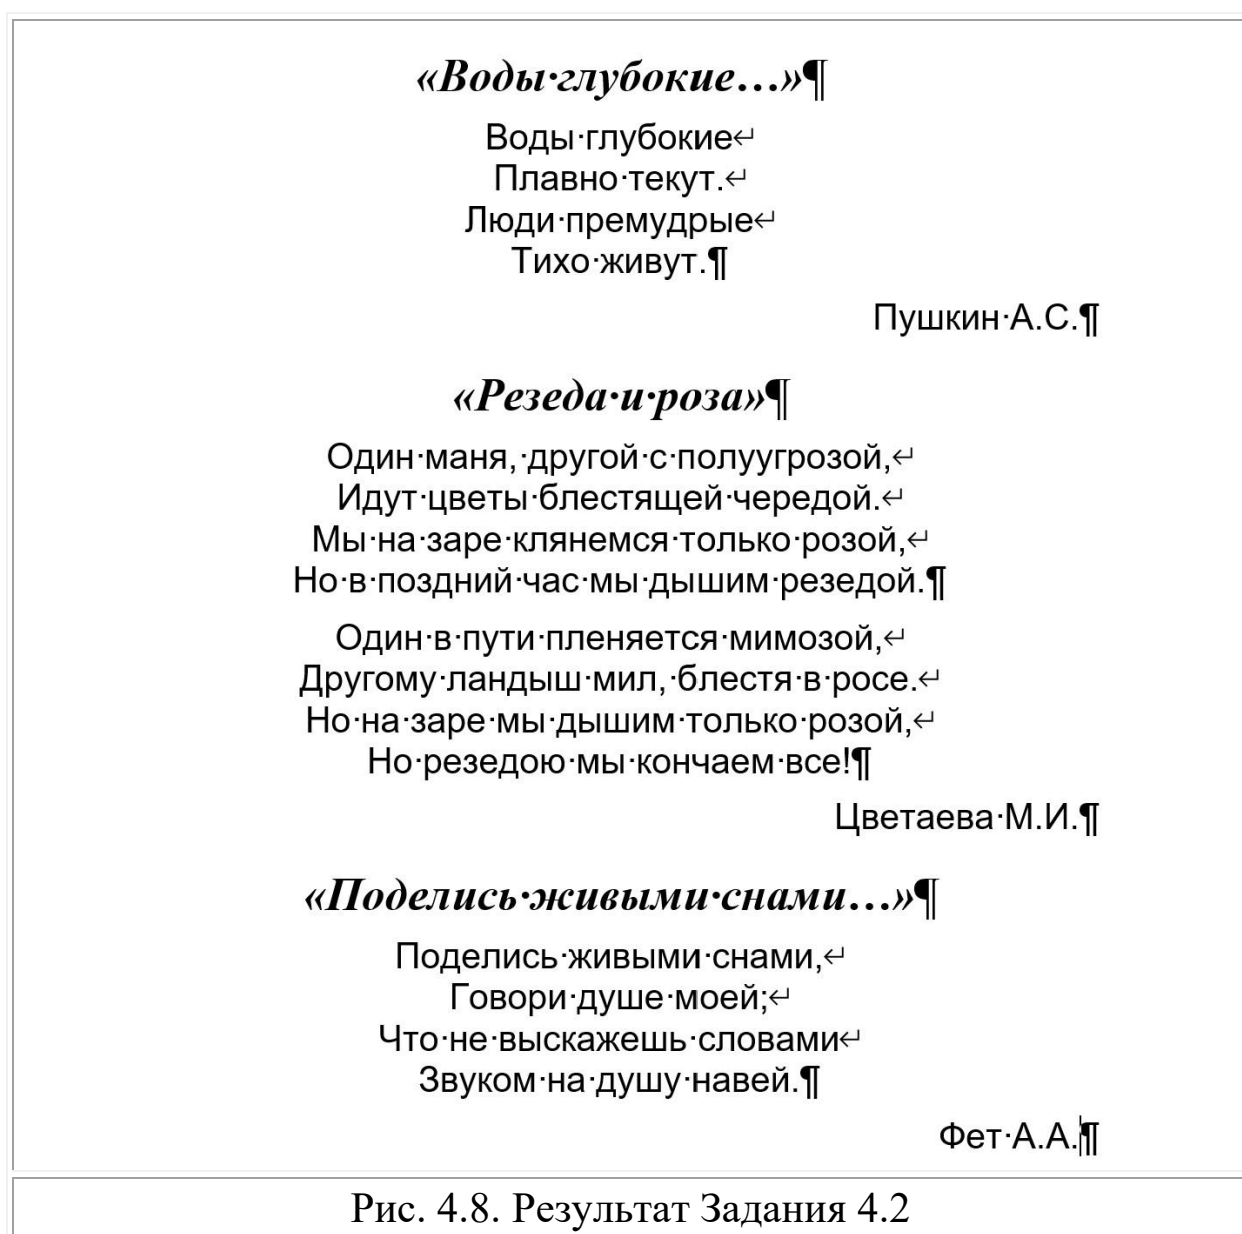 «Воды·глубокие…»¶
Воды·глубокие↵
Плавно·текут.↵
Люди·премудрые↵
Тихо·живут.¶
Пушкин·А.С.¶
«Резеда·и·роза»¶
Один·маня,·другой·с·полуугрозой,↵
Идут·цветы·блестящей·чередой.↵
Мы·на·заре·клянемся·только·розой,↵
Но·в·поздний·час·мы·дышим·резедой.¶
Один·в·пути·пленяется·мимозой,↵
Другому·ландыш·мил,·блестя·в·росе.↵
Но·на·заре·мы·дышим·только·розой,↵
Но·резедою·мы·кончаем·все!¶
Цветаева·М.И.¶
«Поделись·живыми·снами…»¶
Поделись·живыми·снами,↵
Говори·душе·моей;↵
Что·не·выскажешь·словами↵
Звуком·на·душу·навей.¶
Фет·А.А.¶
Рис. 4.8. Результат Задания 4.2